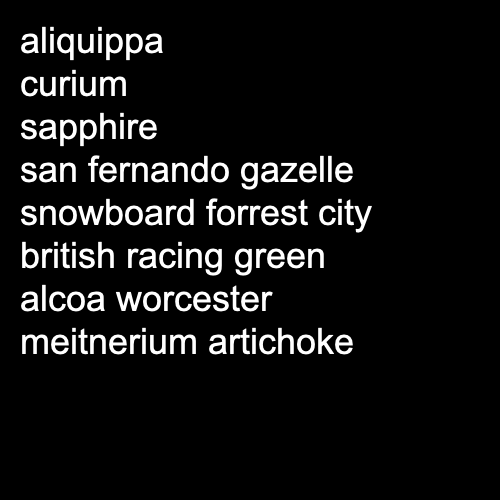 aliquippa
curium
sapphire
san fernando gazelle
snowboard forrest city
british racing green
alcoa worcester
meitnerium artichoke